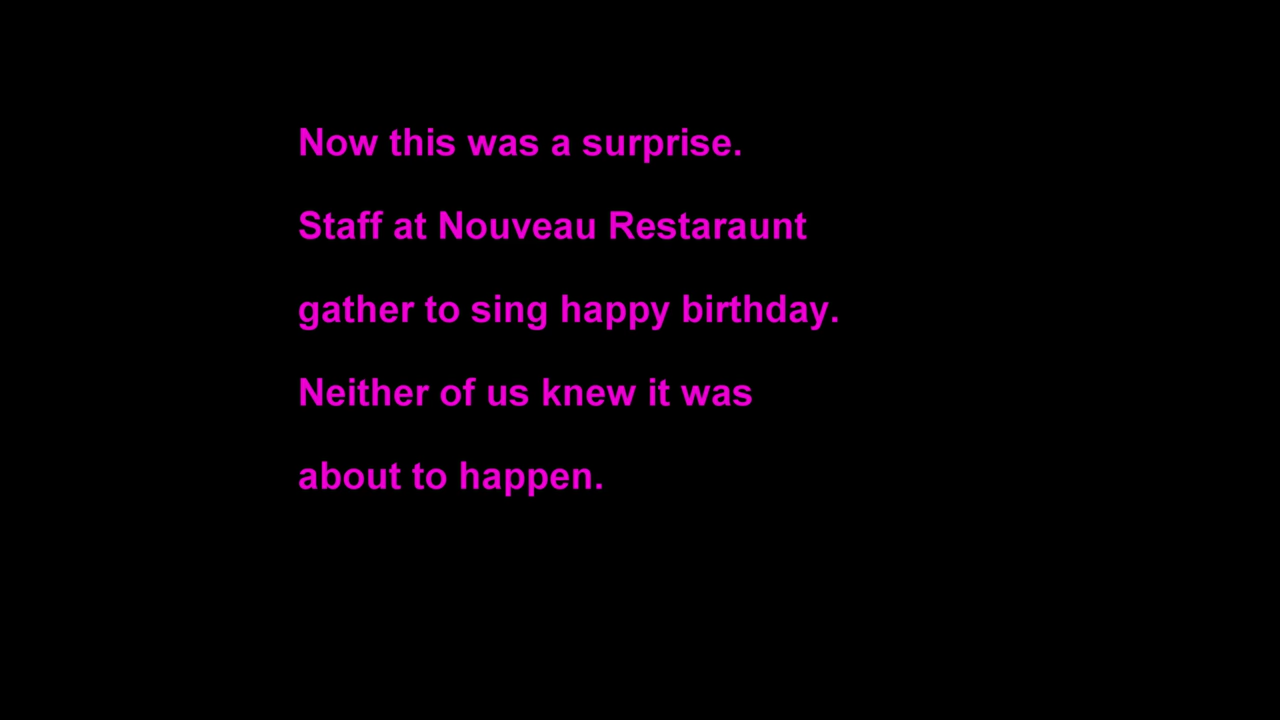 Now this was a surprise.
Staff at Nouveau Restaraunt
gather to sing happy birthday.
Neither of us knew it was
about to happen.